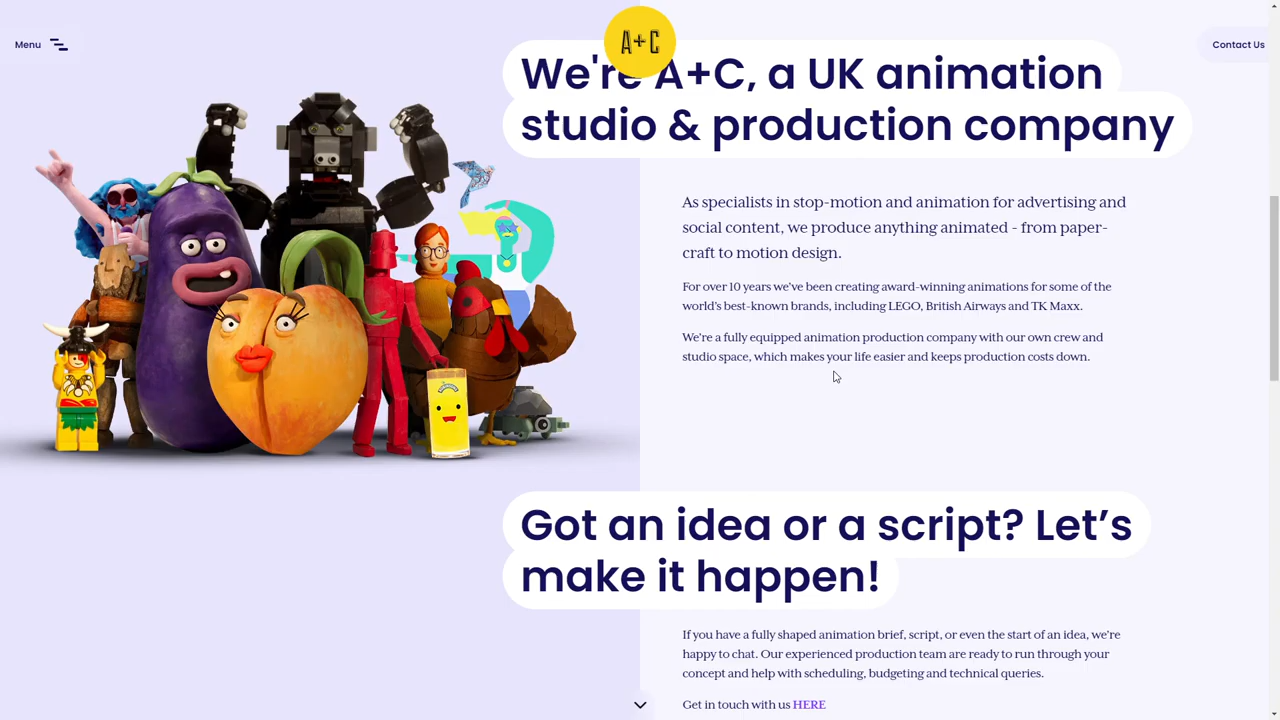 Menu
A+C
Contact Us
We're A+C, a UK animation
studio & production company
As specialists in stop-motion and animation for advertising and
social content, we produce anything animated - from paper-
craft to motion design.
For over 10 years we've been creating award-winning animations for some of the
world's best-known brands, including LEGO, British Airways and TK Maxx.
We're a fully equipped animation production company with our own crew and
studio space, which makes your life easier and keeps production costs down.
Got an idea or a script? Let’s
make it happen!
If you have a fully shaped animation brief, script, or even the start of an idea, we’re
happy to chat. Our experienced production team are ready to run through your
concept and help with scheduling, budgeting and technical queries.
Get in touch with us HERE